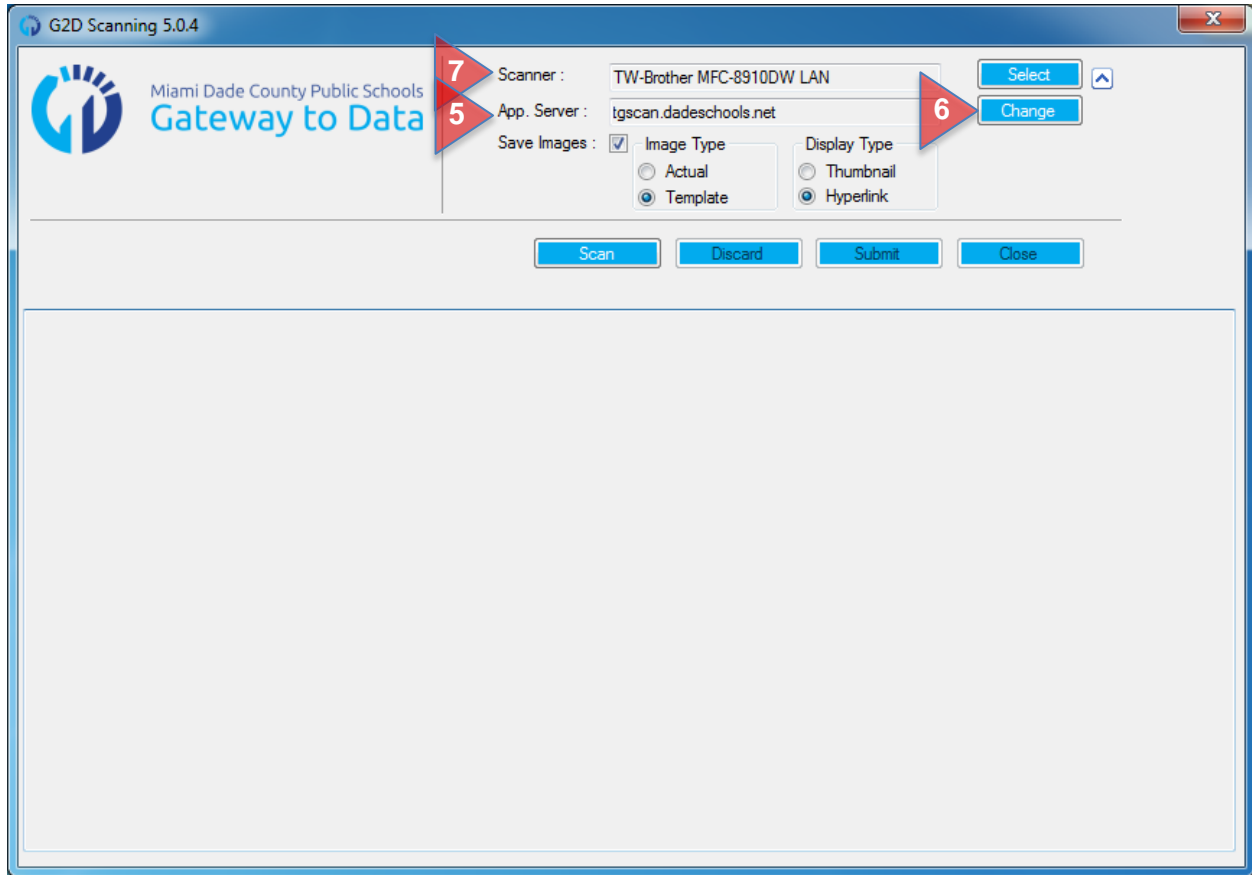 G2D Scanning 5.0.4
Miami Dade County Public Schools
Gateway to Data
7 Scanner : TW-Brother MFC-8910DW LAN Select
5 App. Server : tgscan.dadeschools.net 6 Change
Save Images : Image Type Display Type
Actual Thumbnail
Template Hyperlink
Scan Discard Submit Close